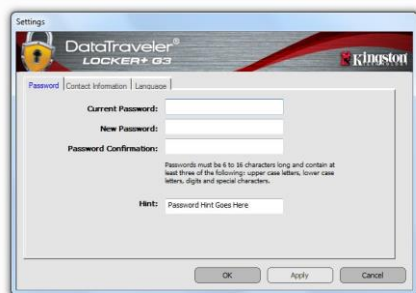 Settings
DataTraveler®
LOCKER+ G3
Kingston
Password
Contact Information
Language
Current Password:
New Password:
Password Confirmation:
Passwords must be 6 to 16 characters long and contain at
least three of the following: upper case letters, lower case
letters, digits and special characters.
Hint: Password Hint Goes Here
OK
Apply
Cancel